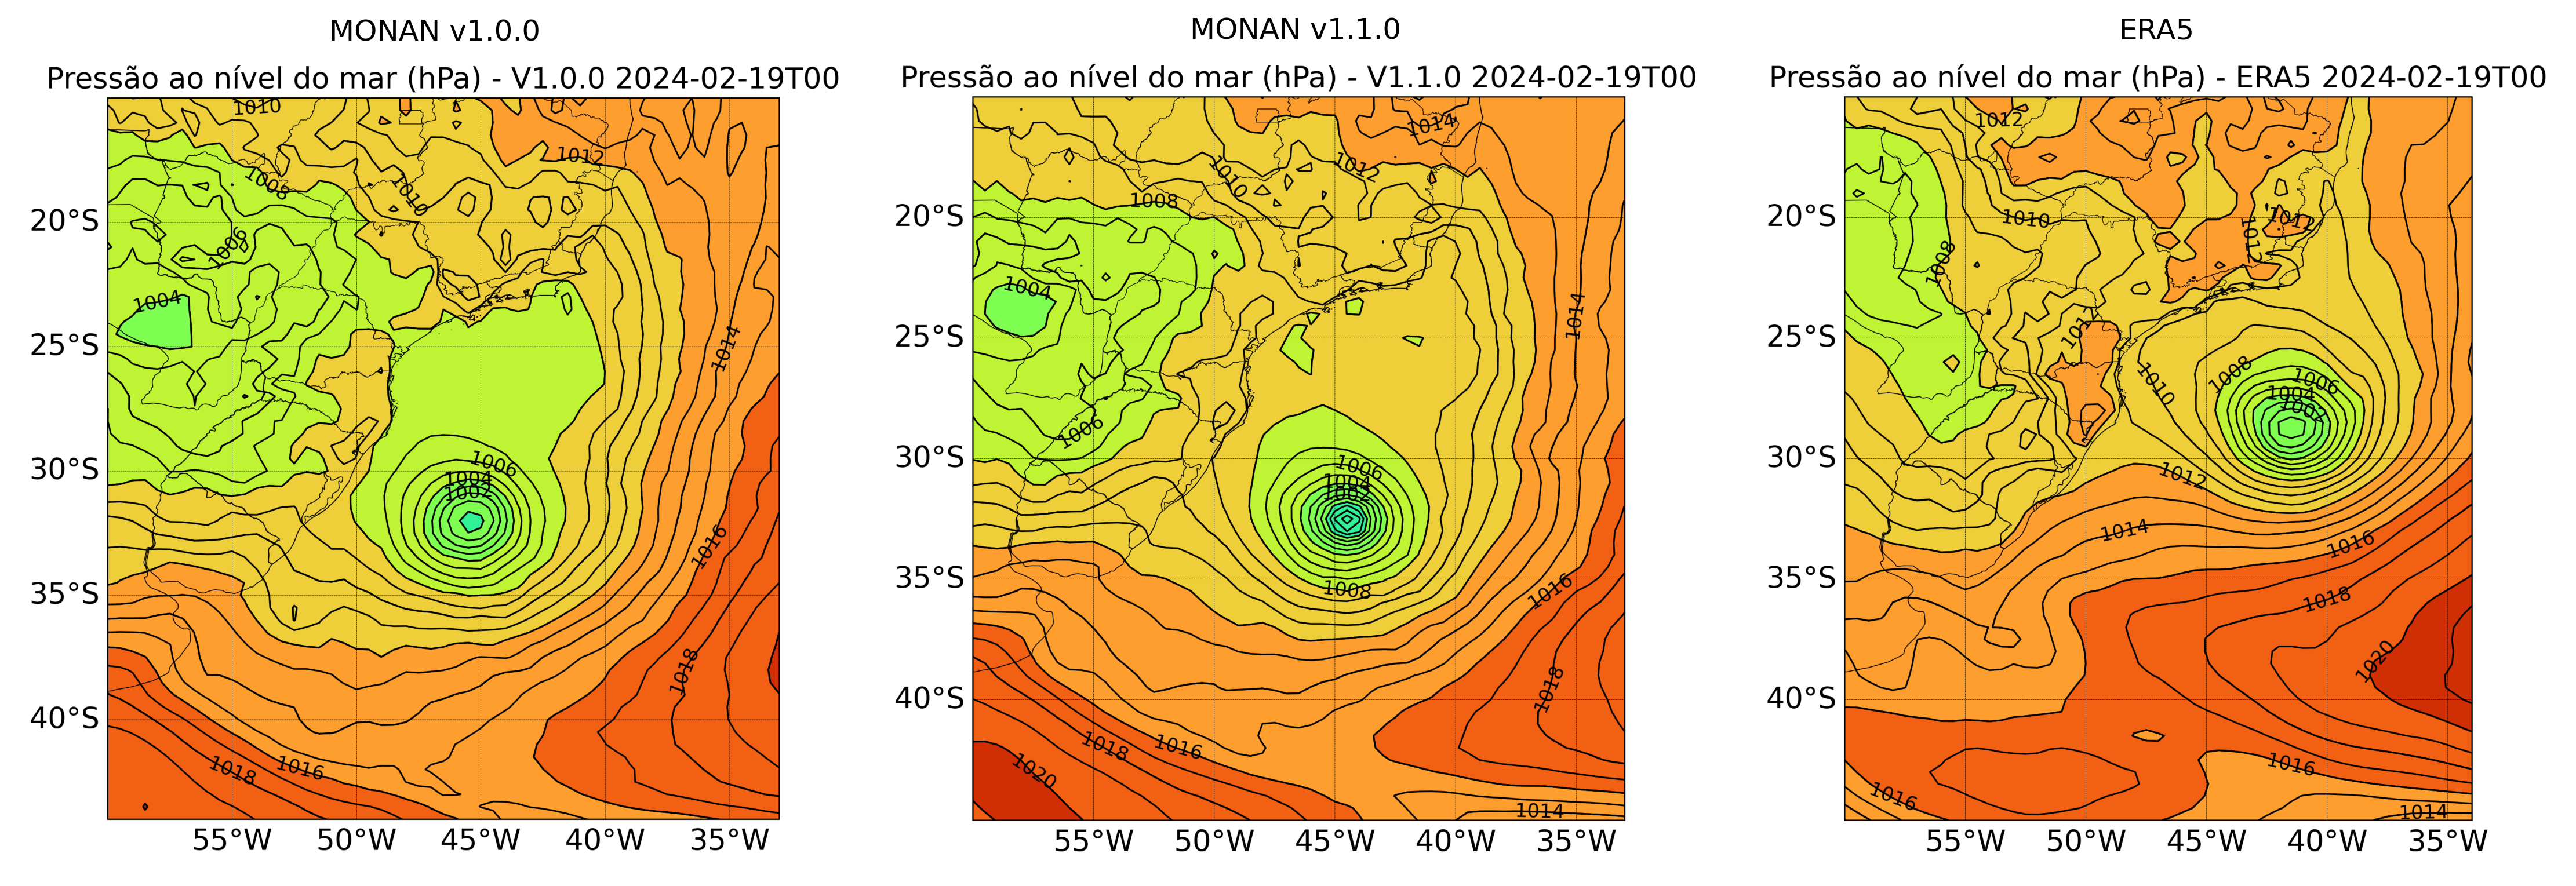 MONAN v1.0.0
Pressão ao nível do mar (hPa) - V1.0.0 2024-02-19T00
1010
1012
1008
1010
1006
1004
1014
1006
1004
1002
1016
1018
1018
1016
20°S
25°S
30°S
35°S
40°S
55°W
50°W
45°W
40°W
35°W
MONAN v1.1.0
Pressão ao nível do mar (hPa) - V1.1.0 2024-02-19T00
1014
1012
1010
1008
1004
1014
1006
1006
1004
1002
1008
1016
1018
1018
1016
1020
1014
20°S
25°S
30°S
35°S
40°S
55°W
50°W
45°W
40°W
35°W
ERA5
Pressão ao nível do mar (hPa) - ERA5 2024-02-19T00
1012
1010
1012
1012
1008
1012
1008
1006
1004
1002
1010
1012
1014
1016
1018
1020
1016
1016
1014
20°S
25°S
30°S
35°S
40°S
55°W
50°W
45°W
40°W
35°W